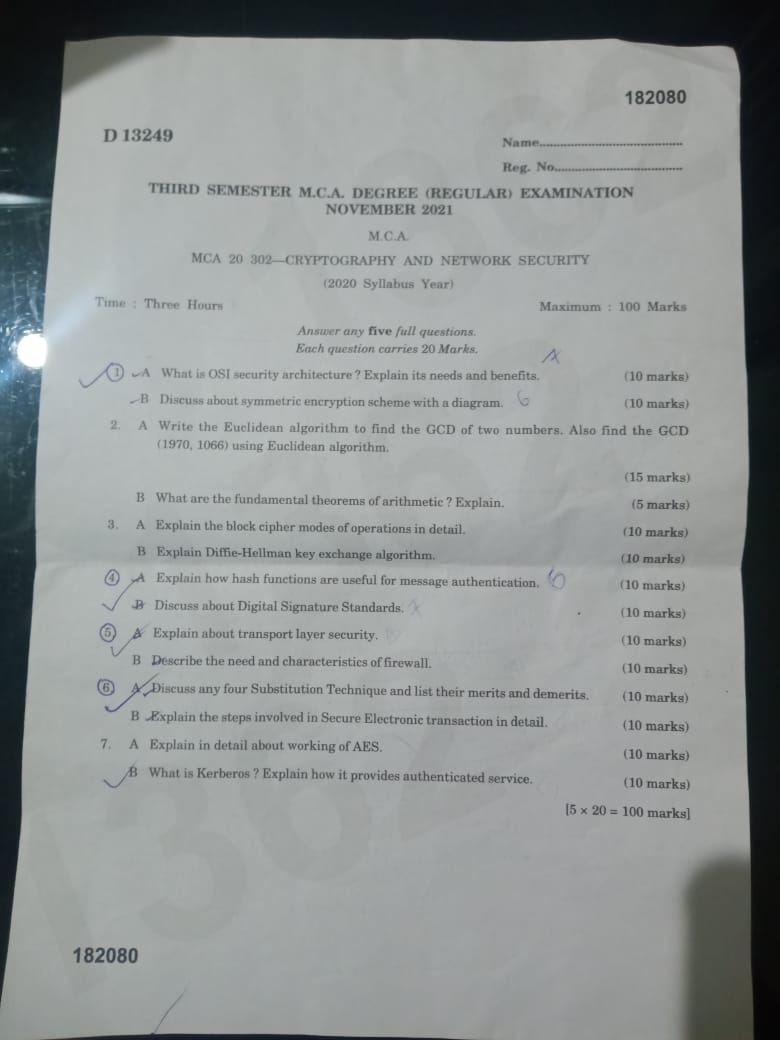 182080
D 13249
Name......................................
Reg. No...................................
THIRD SEMESTER M.C.A. DEGREE (REGULAR) EXAMINATION
NOVEMBER 2021
M.C.A.
MCA 20 302—CRYPTOGRAPHY AND NETWORK SECURITY
(2020 Syllabus Year)
Time : Three Hours Maximum : 100 Marks
Answer any five full questions.
Each question carries 20 Marks.
1 A What is OSI security architecture ? Explain its needs and benefits. (10 marks)
B Discuss about symmetric encryption scheme with a diagram. (10 marks)
2. A Write the Euclidean algorithm to find the GCD of two numbers. Also find the GCD
(1970, 1066) using Euclidean algorithm.
(15 marks)
B What are the fundamental theorems of arithmetic ? Explain. (5 marks)
3. A Explain the block cipher modes of operations in detail. (10 marks)
B Explain Diffie-Hellman key exchange algorithm. (10 marks)
4 A Explain how hash functions are useful for message authentication. (10 marks)
B Discuss about Digital Signature Standards. (10 marks)
5 A Explain about transport layer security. (10 marks)
B Describe the need and characteristics of firewall. (10 marks)
6 A Discuss any four Substitution Technique and list their merits and demerits. (10 marks)
B Explain the steps involved in Secure Electronic transaction in detail. (10 marks)
7. A Explain in detail about working of AES. (10 marks)
B What is Kerberos ? Explain how it provides authenticated service. (10 marks)
[5 × 20 = 100 marks]
182080